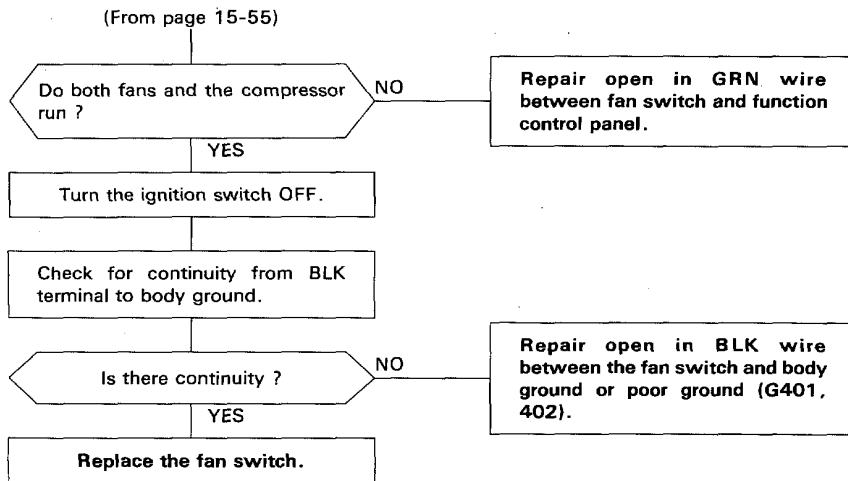 (From page 15-55)
Do both fans and the compressor
run ?
NO
Repair open in GRN wire
between fan switch and function
control panel.
YES
Turn the ignition switch OFF.
Check for continuity from BLK
terminal to body ground.
Is there continuity ?
NO
Repair open in BLK wire
between the fan switch and body
ground or poor ground (G401,
402).
YES
Replace the fan switch.